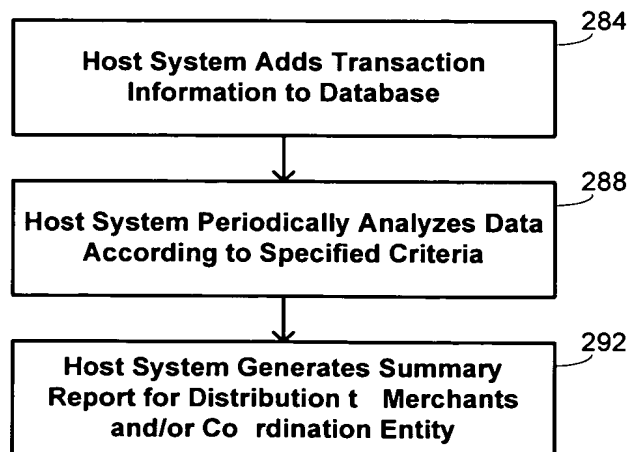 284
Host System Adds Transaction
Information to Database
288
Host System Periodically Analyzes Data
According to Specified Criteria
292
Host System Generates Summary
Report for Distribution t Merchants
and/or Co rdination Entity